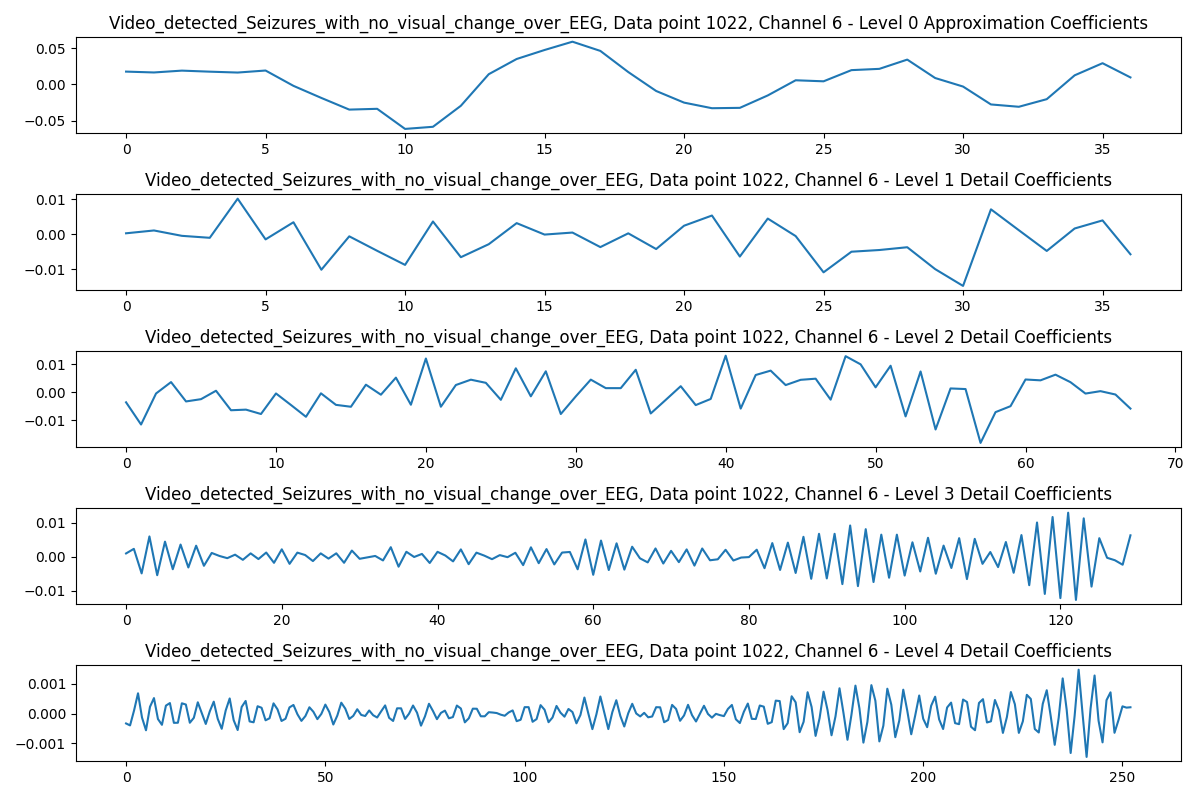 Video_detected_Seizures_with_no_visual_change_over_EEG, Data point 1022, Channel 6 - Level 0 Approximation Coefficients
0.05
0.00
−0.05
0 5 10 15 20 25 30 35
Video_detected_Seizures_with_no_visual_change_over_EEG, Data point 1022, Channel 6 - Level 1 Detail Coefficients
0.01
0.00
−0.01
0 5 10 15 20 25 30 35
Video_detected_Seizures_with_no_visual_change_over_EEG, Data point 1022, Channel 6 - Level 2 Detail Coefficients
0.01
0.00
−0.01
0 10 20 30 40 50 60 70
Video_detected_Seizures_with_no_visual_change_over_EEG, Data point 1022, Channel 6 - Level 3 Detail Coefficients
0.01
0.00
−0.01
0 20 40 60 80 100 120
Video_detected_Seizures_with_no_visual_change_over_EEG, Data point 1022, Channel 6 - Level 4 Detail Coefficients
0.001
0.000
−0.001
0 50 100 150 200 250